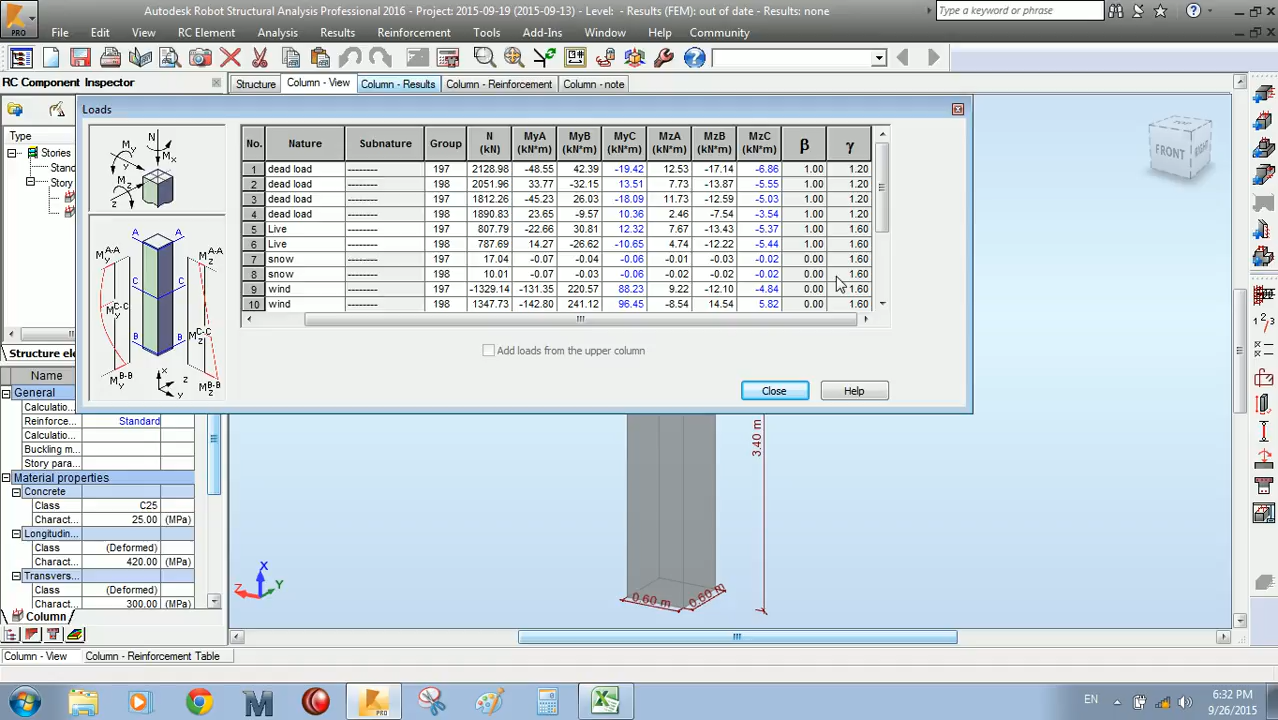 Autodesk Robot Structural Analysis Professional 2016 - Project: 2015-09-19 (2015-09-13) - Level: - Results (FEM): out of date - Results: none
Type a keyword or phrase
PRO
File Edit View RC Element Analysis Results Reinforcement Tools Add-Ins Window Help Community
RC Component Inspector
Structure Column - View Column - Results Column - Reinforcement Column - note
Loads
Type
Stories
Stand
Story
No. Nature Subnature Group N (kN) MyA (kN*m) MyB (kN*m) MyC (kN*m) MzA (kN*m) MzB (kN*m) MzC (kN*m) β γ
1 dead load -------- 197 2128.98 -48.55 42.39 -19.42 12.53 -17.14 -6.86 1.00 1.20
2 dead load -------- 198 2051.96 33.77 -32.15 13.51 7.73 -13.87 -5.55 1.00 1.20
3 dead load -------- 197 1812.26 -45.23 26.03 -18.09 11.73 -12.59 -5.03 1.00 1.20
4 dead load -------- 198 1890.83 23.65 -9.57 10.36 2.46 -7.54 -3.54 1.00 1.20
5 Live -------- 197 807.79 -22.66 30.81 12.32 7.67 -13.43 -5.37 1.00 1.60
6 Live -------- 198 787.69 14.27 -26.62 -10.65 4.74 -12.22 -5.44 1.00 1.60
7 snow -------- 197 17.04 -0.07 -0.04 -0.06 -0.01 -0.03 -0.02 0.00 1.60
8 snow -------- 198 10.01 -0.07 -0.03 -0.06 -0.02 -0.02 -0.02 0.00 1.60
9 wind -------- 197 -1329.14 -131.35 220.57 88.23 9.22 -12.10 -4.84 0.00 1.60
10 wind -------- 198 1347.73 -142.80 241.12 96.45 -8.54 14.54 5.82 0.00 1.60
N
My
Mx
Mz
A A
C C
B B
My A-A
My C-C
My B-B
Mz A-A
Mz C-C
Mz B-B
x
z
y
Add loads from the upper column
Close Help
Structure ele
Name
General
Calculatio...
Reinforce... Standard
Calculatio...
Buckling m...
Story para...
Material properties
Concrete
Class C25
Charact... 25.00 (MPa)
Longitudin...
Class (Deformed)
Charact... 420.00 (MPa)
Transvers...
Class (Deformed)
Charact... 300.00 (MPa)
Column
FRONT
RIGHT
3.40 m
0.60 m
0.60 m
X
Y
Z
Column - View Column - Reinforcement Table
EN
6:32 PM
9/26/2015